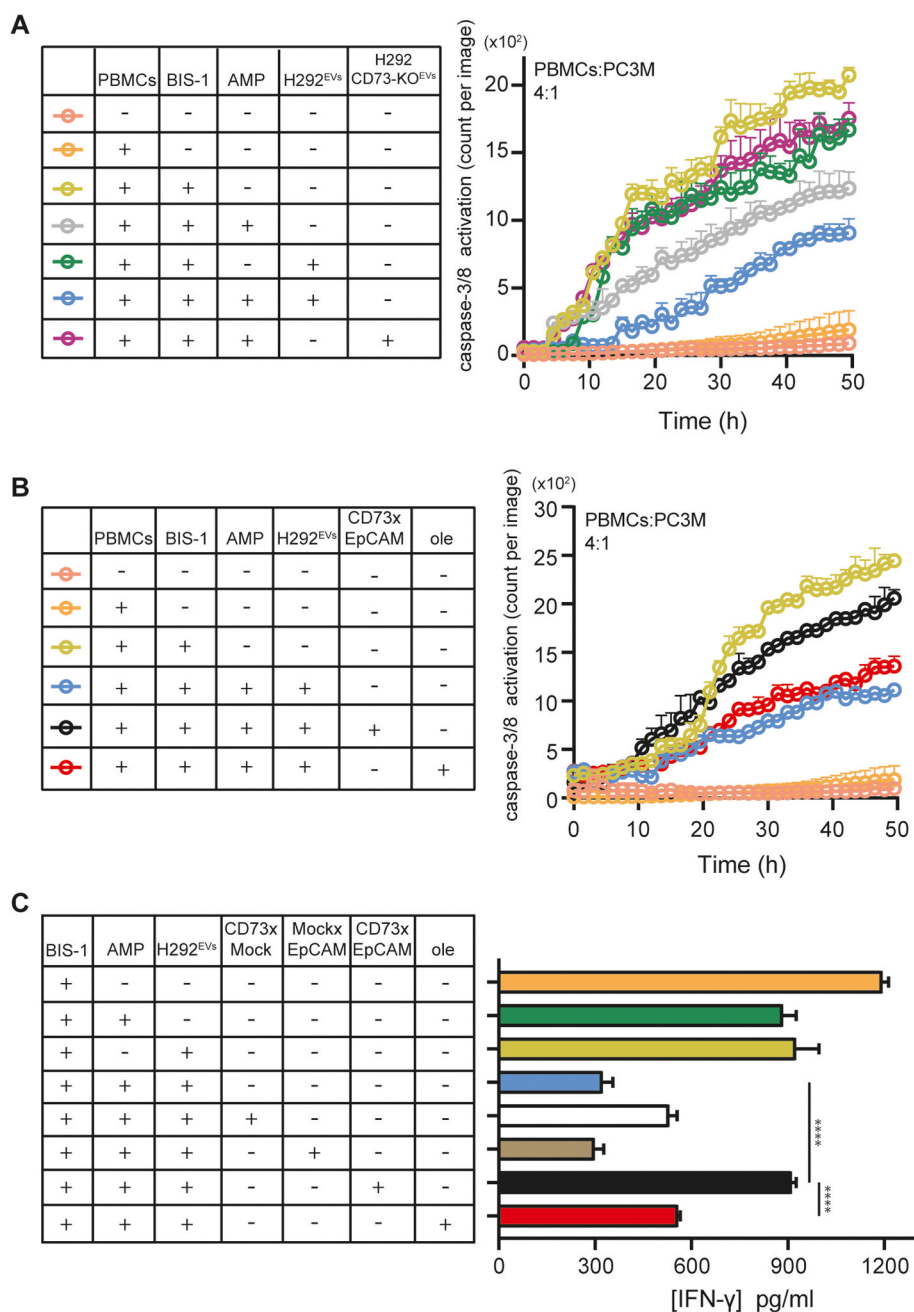 A
PBMCs BIS-1 AMP H292EVs H292 CD73-KOEVs
- - - - -
+ - - - -
+ + - - -
+ + + - -
+ + - + -
+ + + + -
+ + + - +
(x10²)
PBMCs:PC3M
4:1
caspase-3/8 activation (count per image)
20
15
10
5
0
0 10 20 30 40 50
Time (h)
B
PBMCs BIS-1 AMP H292EVs CD73x EpCAM ole
- - - - - -
+ - - - - -
+ + - - - -
+ + + + - -
+ + + + + -
+ + + + - +
(x10²)
PBMCs:PC3M
4:1
caspase-3/8 activation (count per image)
30
25
20
15
10
5
0
0 10 20 30 40 50
Time (h)
C
BIS-1 AMP H292EVs CD73x Mock Mockx EpCAM CD73x EpCAM ole
+ - - - - - -
+ + - - - - -
+ - + - - - -
+ + + - - - -
+ + + + - - -
+ + + - + - -
+ + + - - + -
+ + + - - - +
****
****
0 300 600 900 1200
[IFN-γ] pg/ml